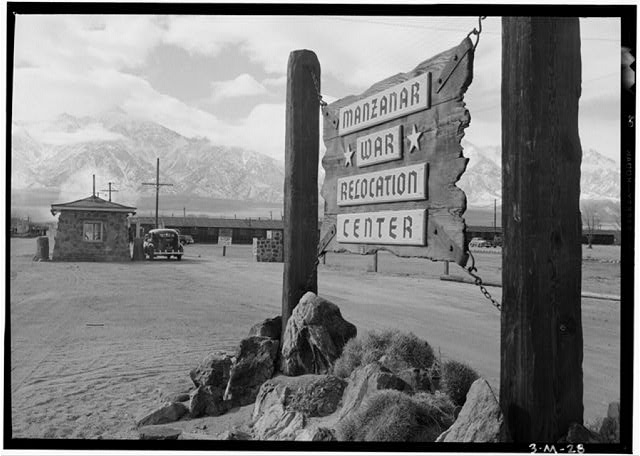 MANZANAR
WAR
RELOCATION
CENTER
3-M-28